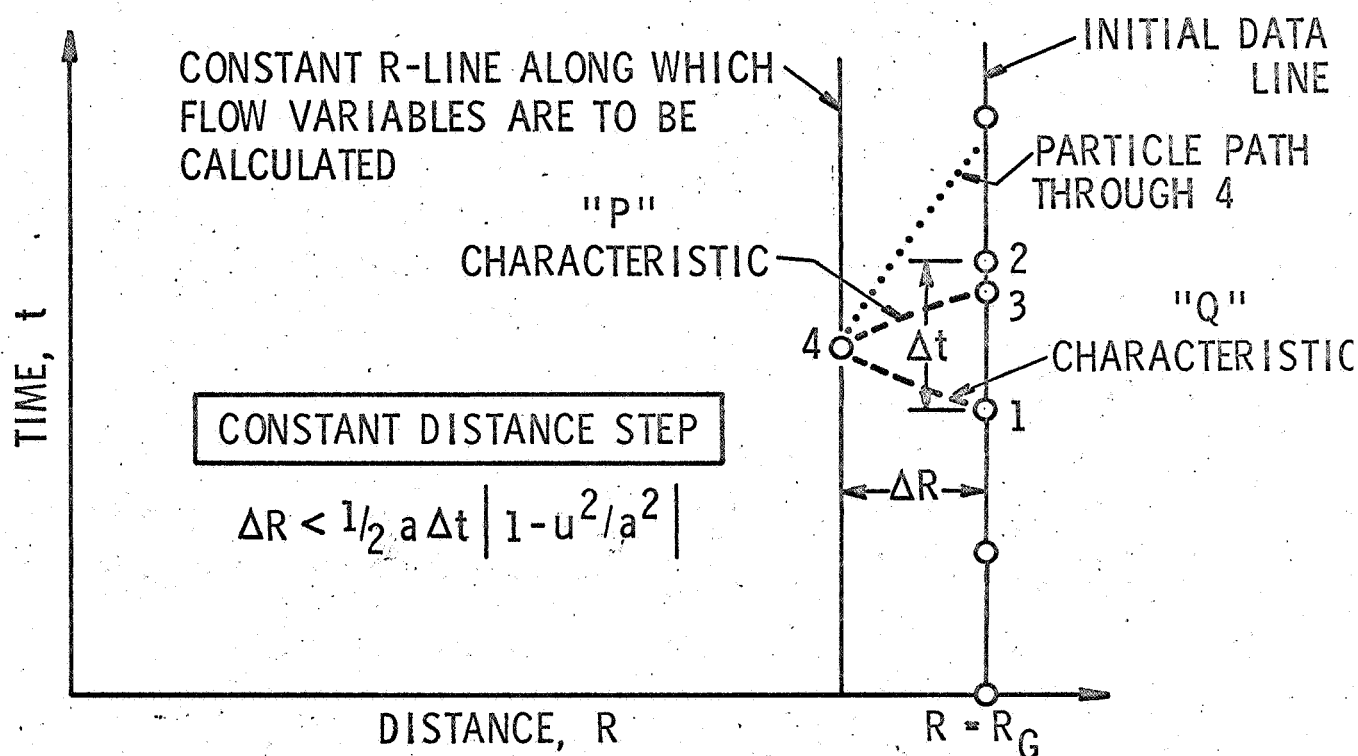 INITIAL DATA
LINE
CONSTANT R-LINE ALONG WHICH
FLOW VARIABLES ARE TO BE
CALCULATED
PARTICLE PATH
THROUGH 4
"P"
CHARACTERISTIC
2
3
"Q"
CHARACTERISTIC
4
Δt
1
TIME, t
CONSTANT DISTANCE STEP
ΔR < 1/2 a Δt | 1-u²/a² |
ΔR
DISTANCE, R
R = R_G